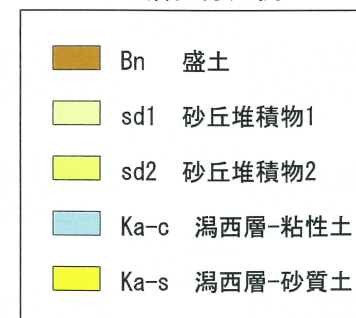 Bn 盛土
sd1 砂丘堆積物1
sd2 砂丘堆積物2
Ka-c 潟西層-粘性土
Ka-s 潟西層-砂質土